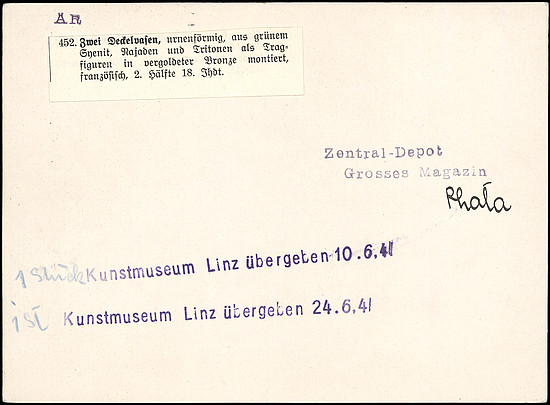 AR
452. Zwei Deckelvasen, urnenförmig, aus grünem
Syenit, Najaden und Tritonen als Trag-
figuren in vergoldeter Bronze montiert,
französisch, 2. Hälfte 18. Jhdt.
Zentral-Depot
Grosses Magazin
Phota
1 Stück Kunstmuseum Linz übergeben 10.6.41
1 St Kunstmuseum Linz übergeben 24.6.41